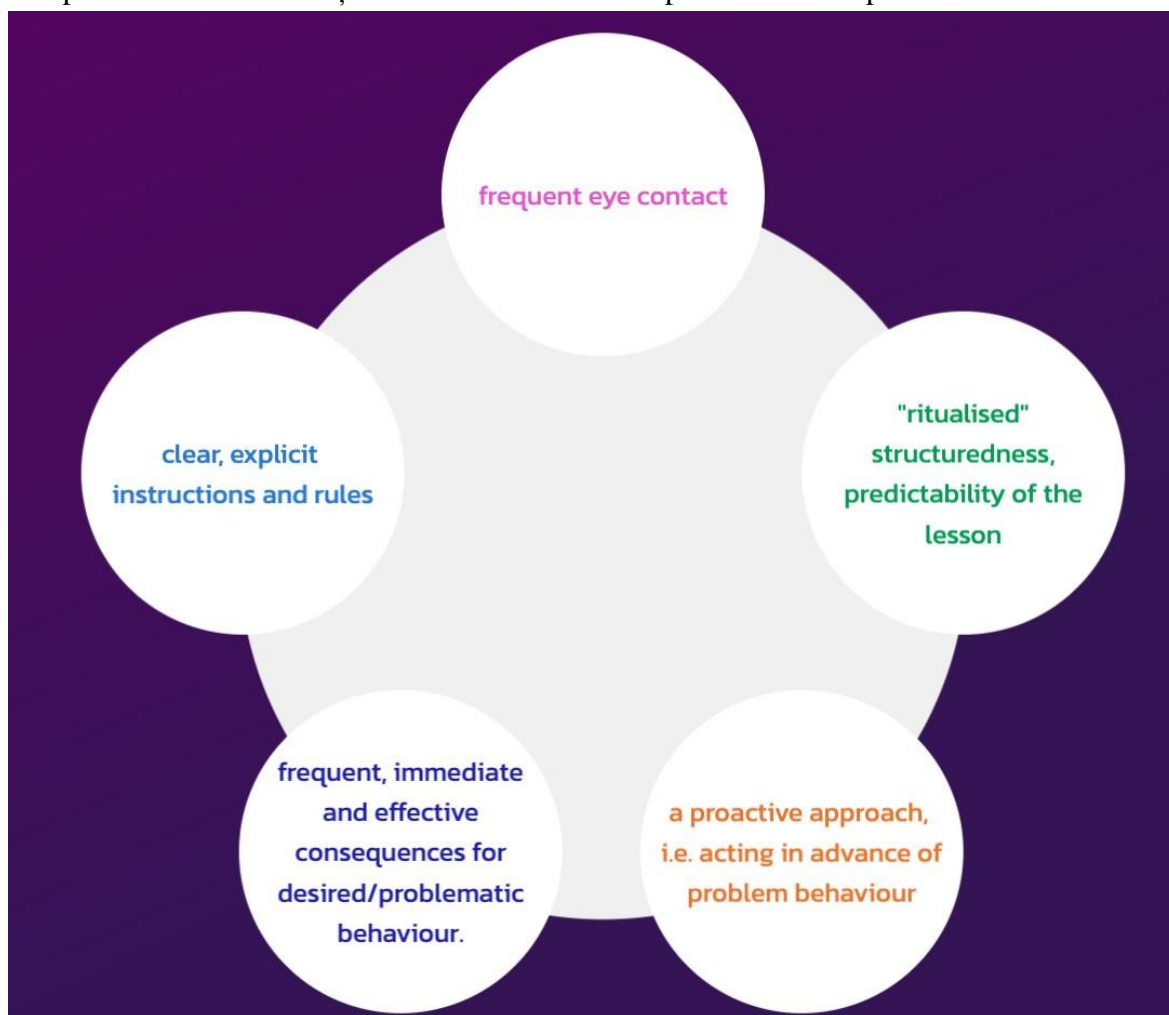 frequent eye contact
"ritualised"
structuredness,
predictability of the
lesson
a proactive approach,
i.e. acting in advance of
problem behaviour
frequent, immediate
and effective
consequences for
desired/problematic
behaviour.
clear, explicit
instructions and rules